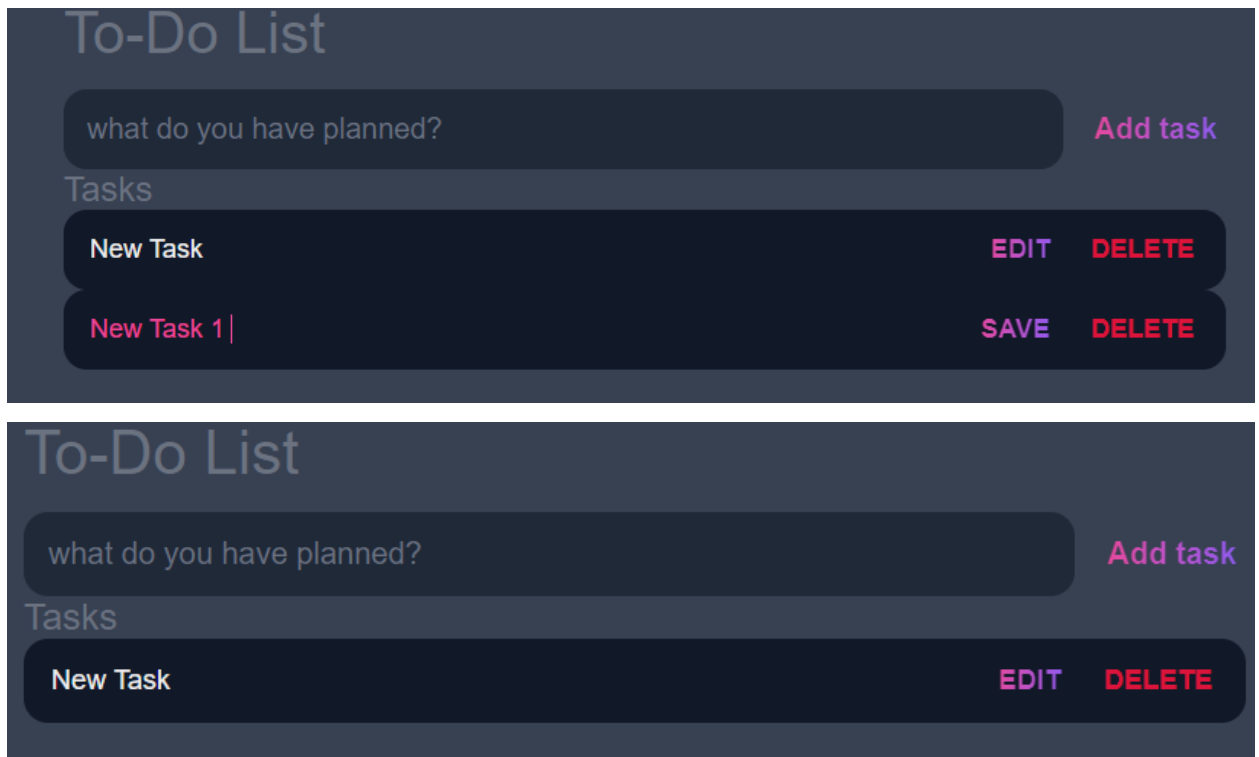 To-Do List
what do you have planned? Add task
Tasks
New Task EDIT DELETE
New Task 1 SAVE DELETE
To-Do List
what do you have planned? Add task
Tasks
New Task EDIT DELETE